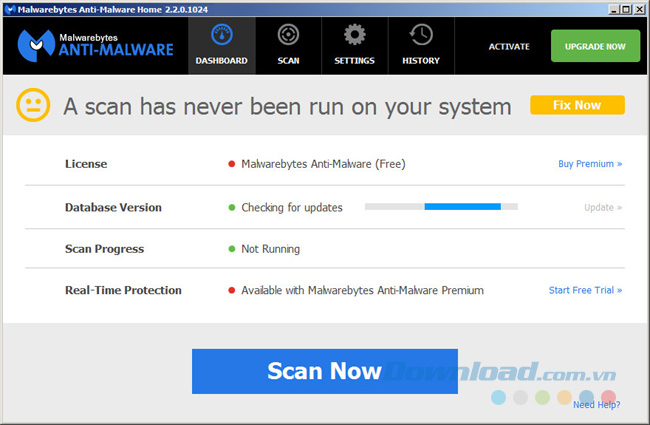 Malwarebytes Anti-Malware Home 2.2.0.1024
Malwarebytes
ANTI-MALWARE
DASHBOARD
SCAN
SETTINGS
HISTORY
ACTIVATE
UPGRADE NOW
A scan has never been run on your system
Fix Now
License
Malwarebytes Anti-Malware (Free)
Buy Premium »
Database Version
Checking for updates
Update »
Scan Progress
Not Running
Real-Time Protection
Available with Malwarebytes Anti-Malware Premium
Start Free Trial »
Scan Now
Download.com.vn
Need Help?